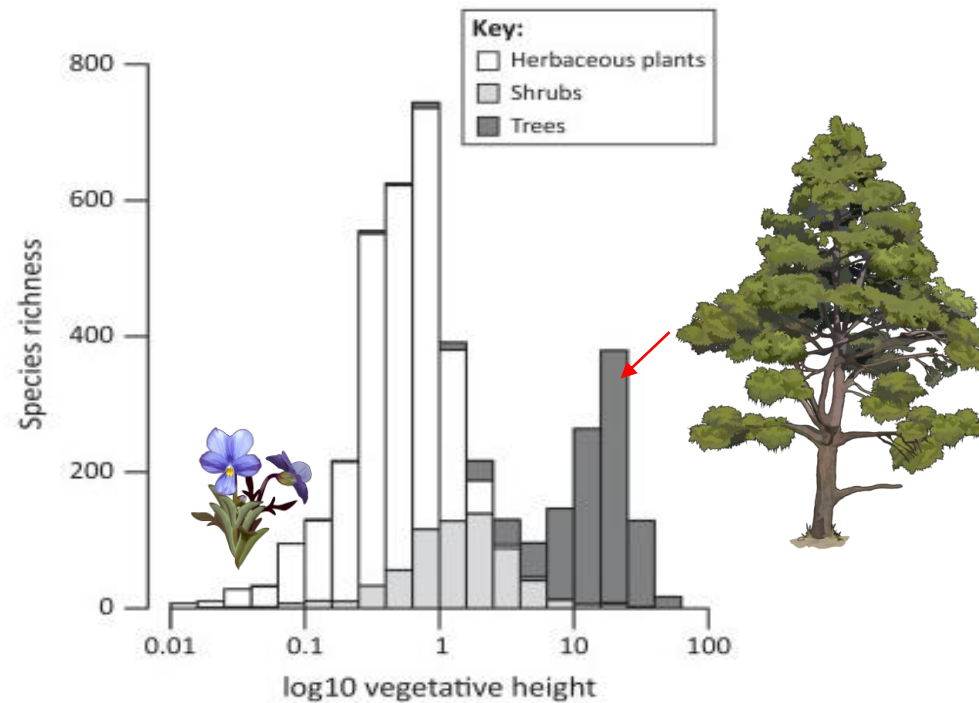 Key:
Herbaceous plants
Shrubs
Trees
800
600
400
200
0
Species richness
0.01 0.1 1 10 100
log10 vegetative height